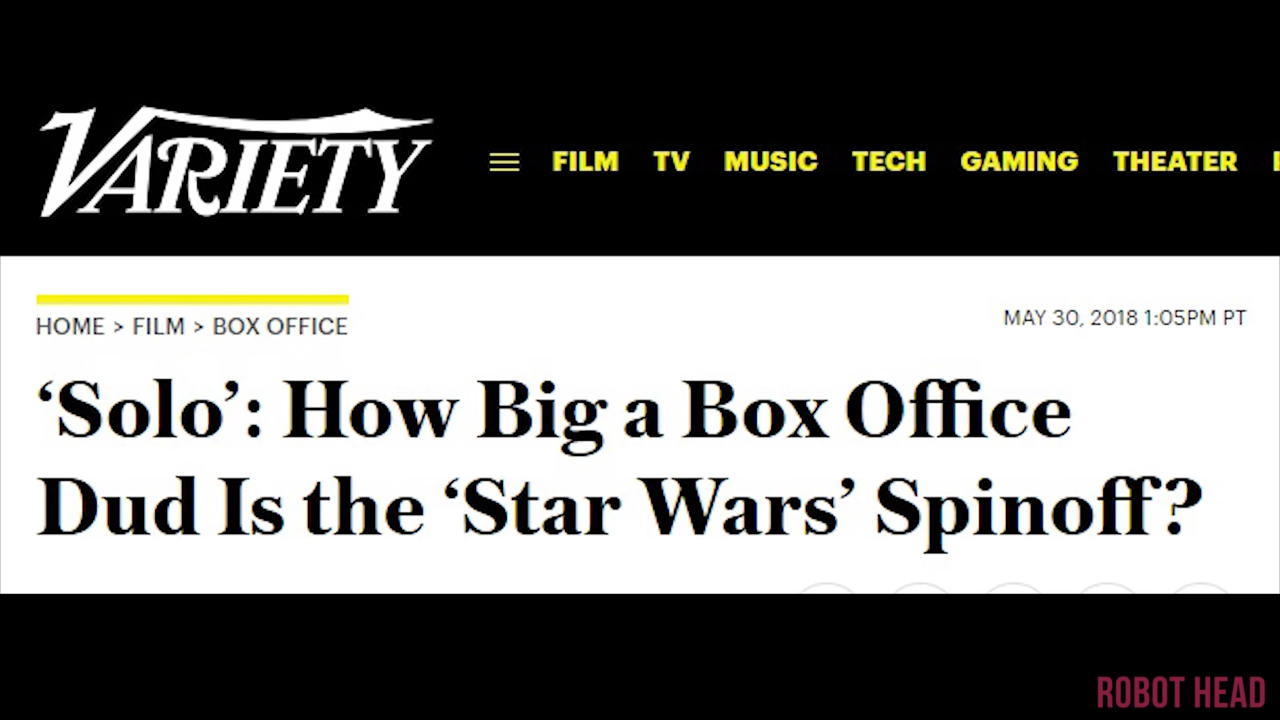 VARIETY
FILM TV MUSIC TECH GAMING THEATER
HOME > FILM > BOX OFFICE
MAY 30, 2018 1:05PM PT
‘Solo’: How Big a Box Office
Dud Is the ‘Star Wars’ Spinoff?
ROBOT HEAD